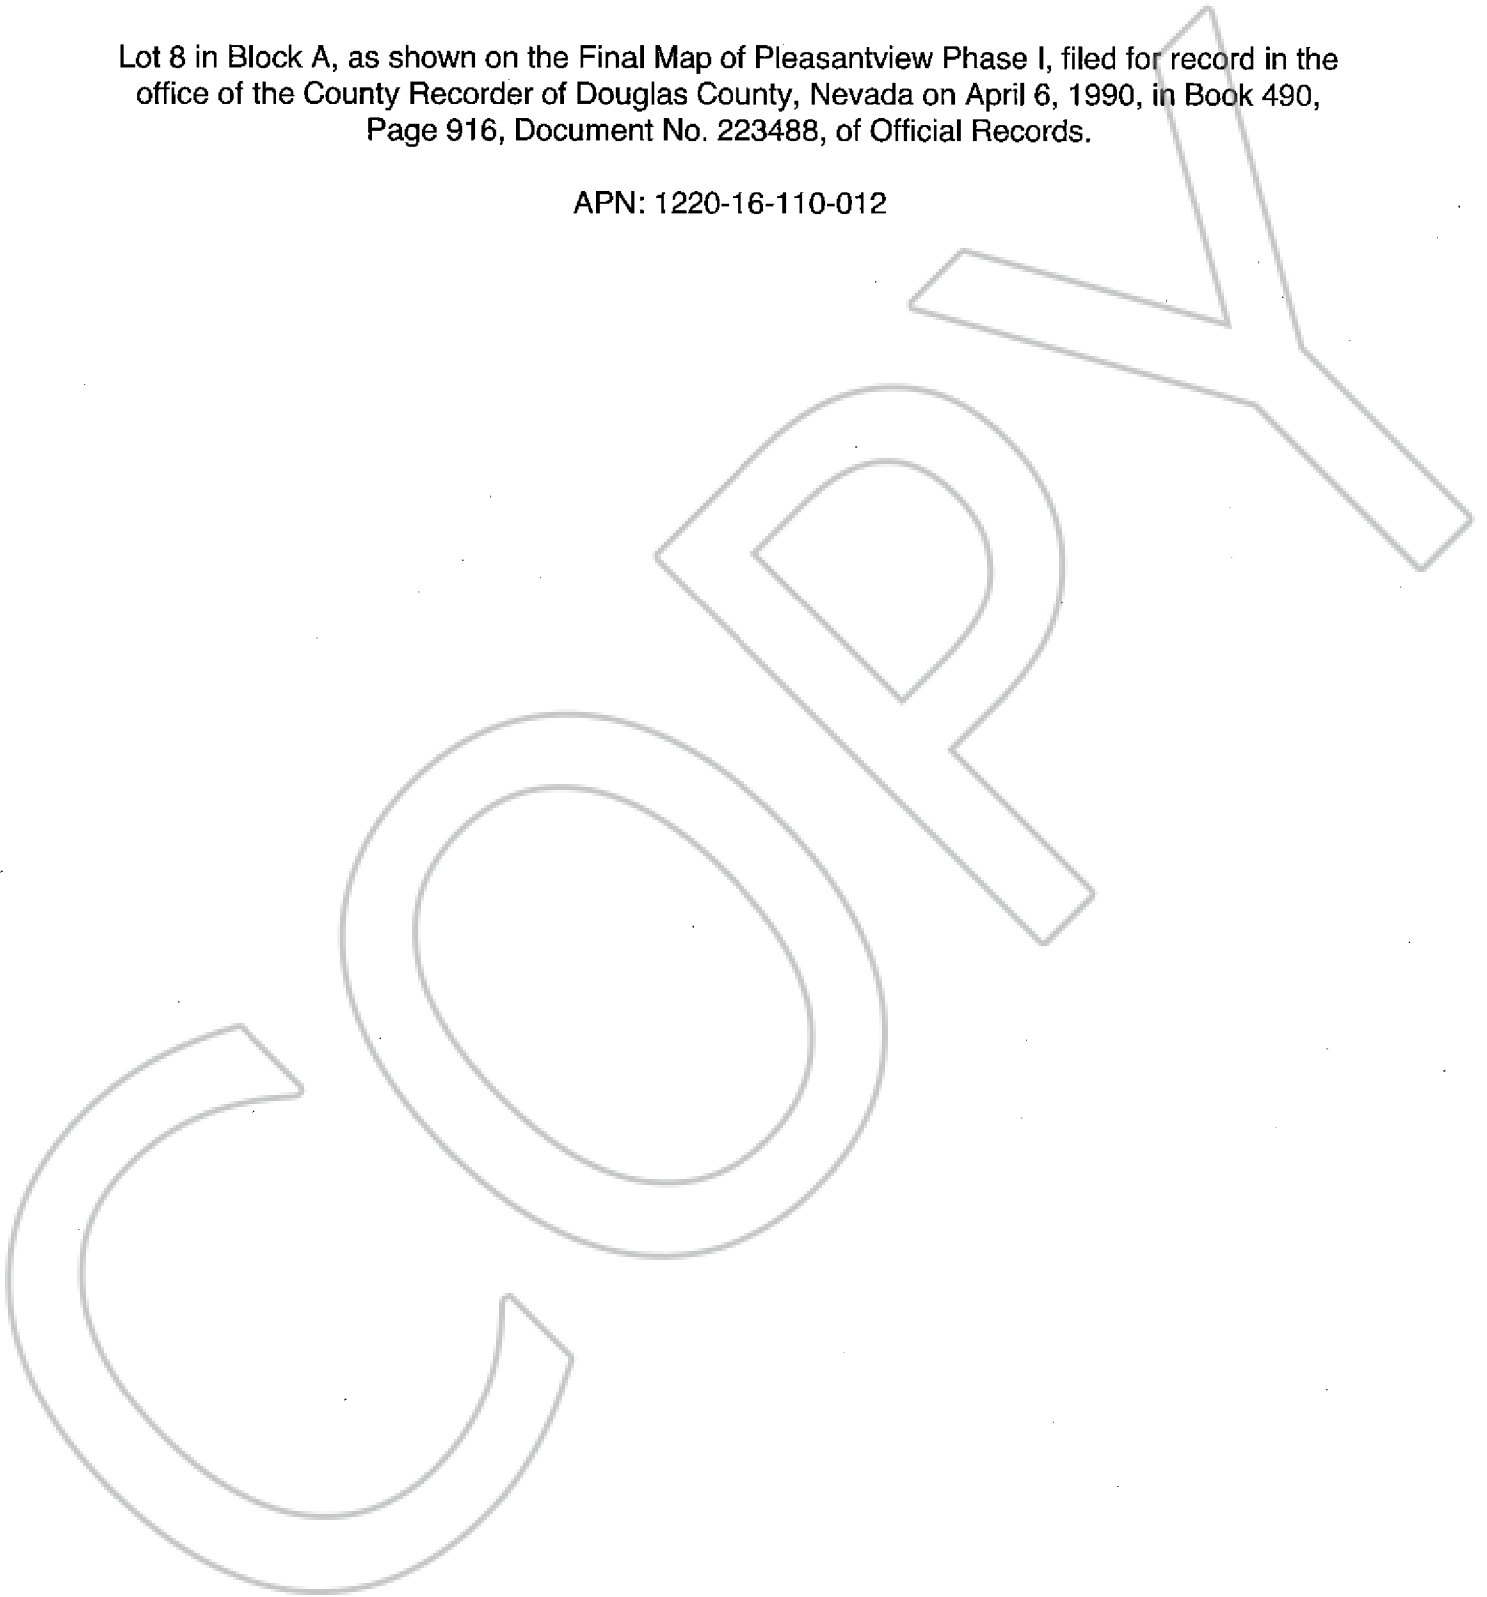 Lot 8 in Block A, as shown on the Final Map of Pleasantview Phase I, filed for record in the
office of the County Recorder of Douglas County, Nevada on April 6, 1990, in Book 490,
Page 916, Document No. 223488, of Official Records.
APN: 1220-16-110-012
COPY